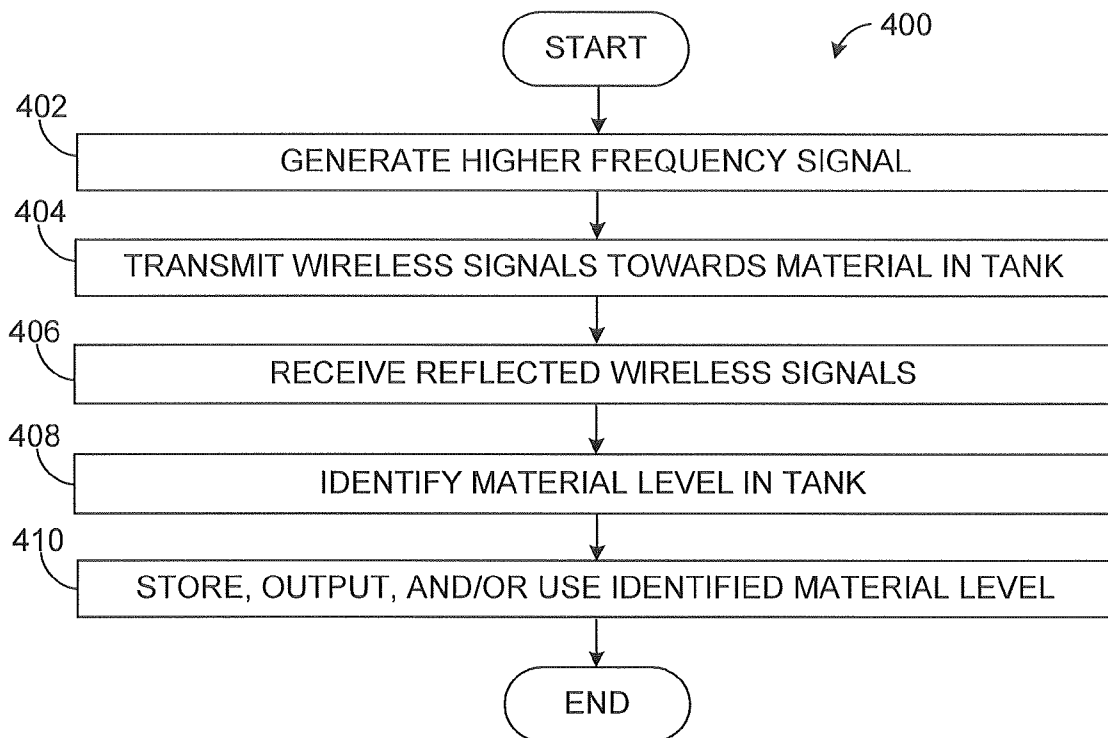 START
400
402
GENERATE HIGHER FREQUENCY SIGNAL
404
TRANSMIT WIRELESS SIGNALS TOWARDS MATERIAL IN TANK
406
RECEIVE REFLECTED WIRELESS SIGNALS
408
IDENTIFY MATERIAL LEVEL IN TANK
410
STORE, OUTPUT, AND/OR USE IDENTIFIED MATERIAL LEVEL
END